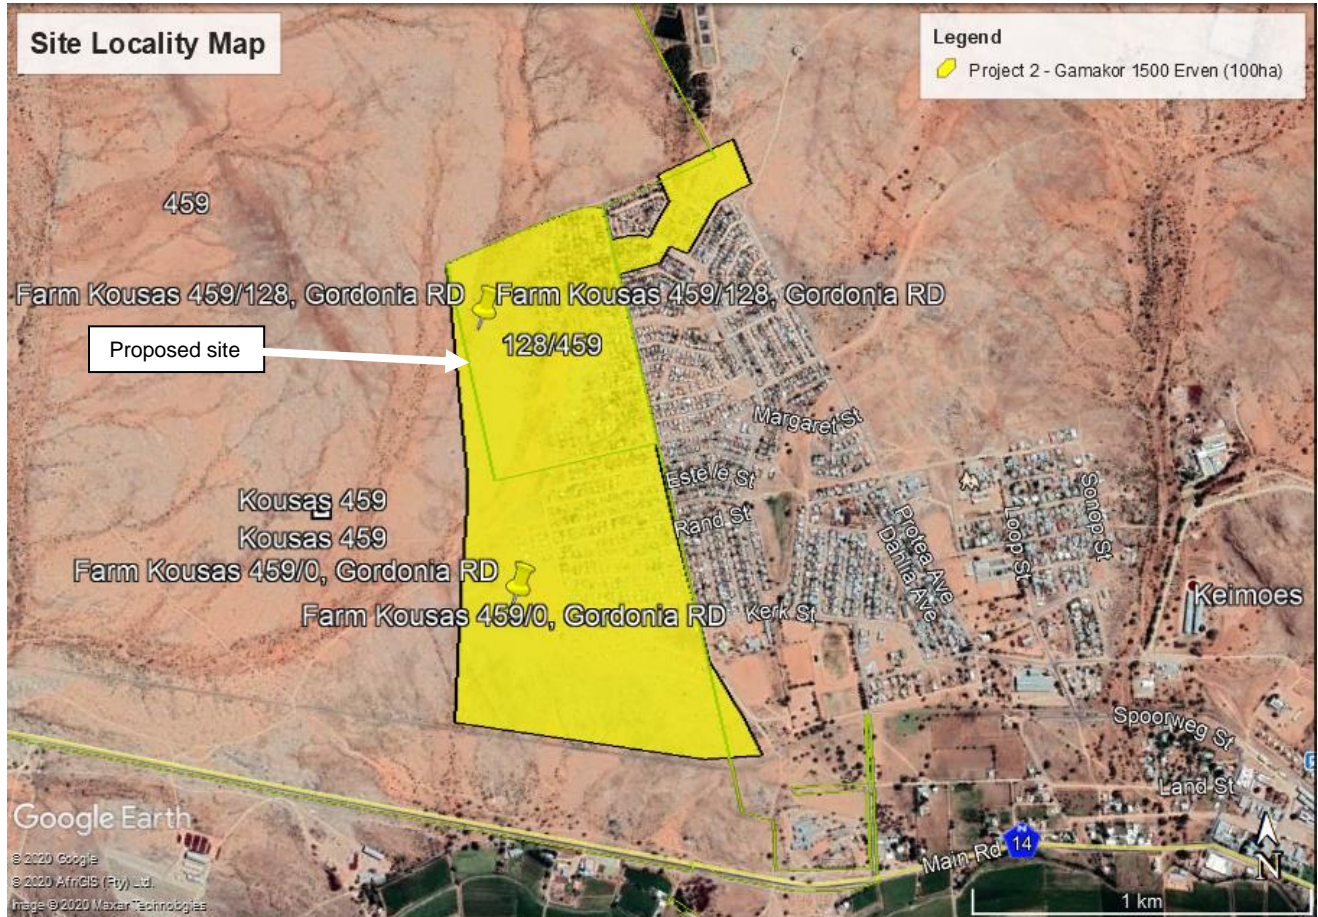 Site Locality Map
Legend
Project 2 - Gamakor 1500 Erven (100ha)
459
Farm Kousas 459/128, Gordonia RD
Farm Kousas 459/128, Gordonia RD
Proposed site
128/459
Margaret St
Estelle St
Kousas 459
Rand St
Kousas 459
Protea Ave
Dahlia Ave
Loop St
Sonop St
Farm Kousas 459/0, Gordonia RD
Farm Kousas 459/0, Gordonia RD
Kerk St
Keimoes
Spoorweg St
Land St
Google Earth
Main Rd
N
14
N
© 2020 Google
© 2020 AfriGIS (Pty) Ltd.
Image © 2020 Maxar Technologies
1 km